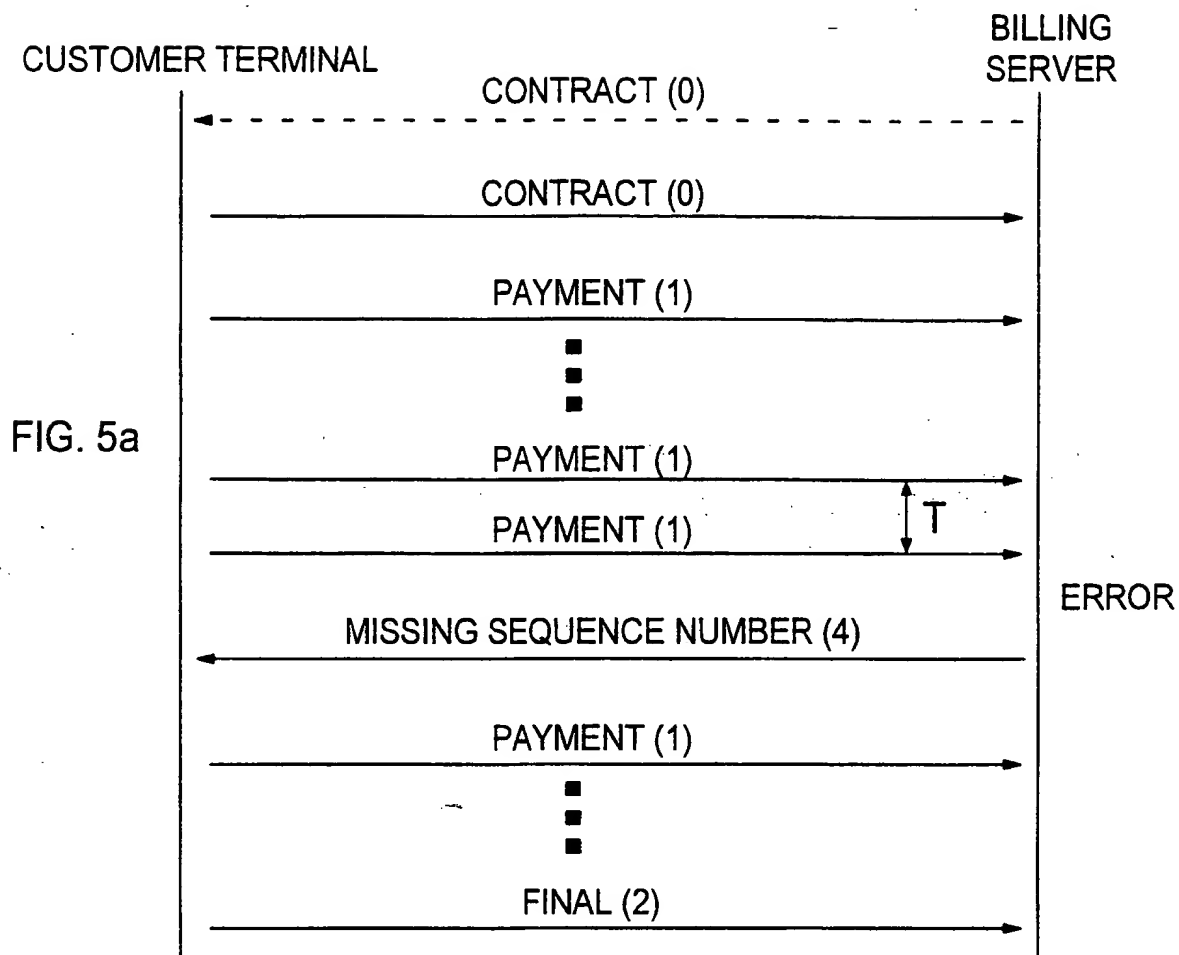 CUSTOMER TERMINAL
BILLING
SERVER
CONTRACT (0)
CONTRACT (0)
PAYMENT (1)
FIG. 5a
PAYMENT (1)
T
PAYMENT (1)
ERROR
MISSING SEQUENCE NUMBER (4)
PAYMENT (1)
FINAL (2)